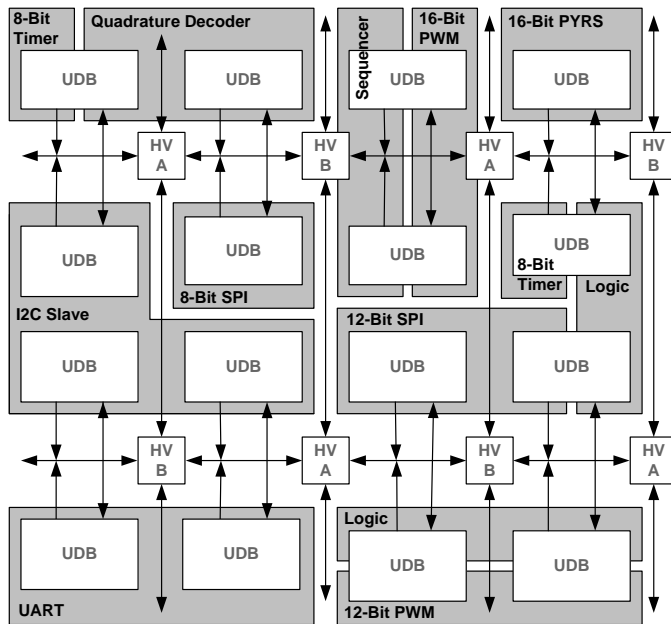 8-Bit
Timer
Quadrature Decoder
Sequencer
16-Bit
PWM
16-Bit PYRS
UDB
UDB
UDB
UDB
HV
A
HV
B
HV
A
HV
B
UDB
UDB
UDB
UDB
8-Bit
Timer
8-Bit SPI
Logic
I2C Slave
12-Bit SPI
UDB
UDB
UDB
UDB
HV
B
HV
A
HV
B
HV
A
Logic
UDB
UDB
UDB
UDB
UART
12-Bit PWM